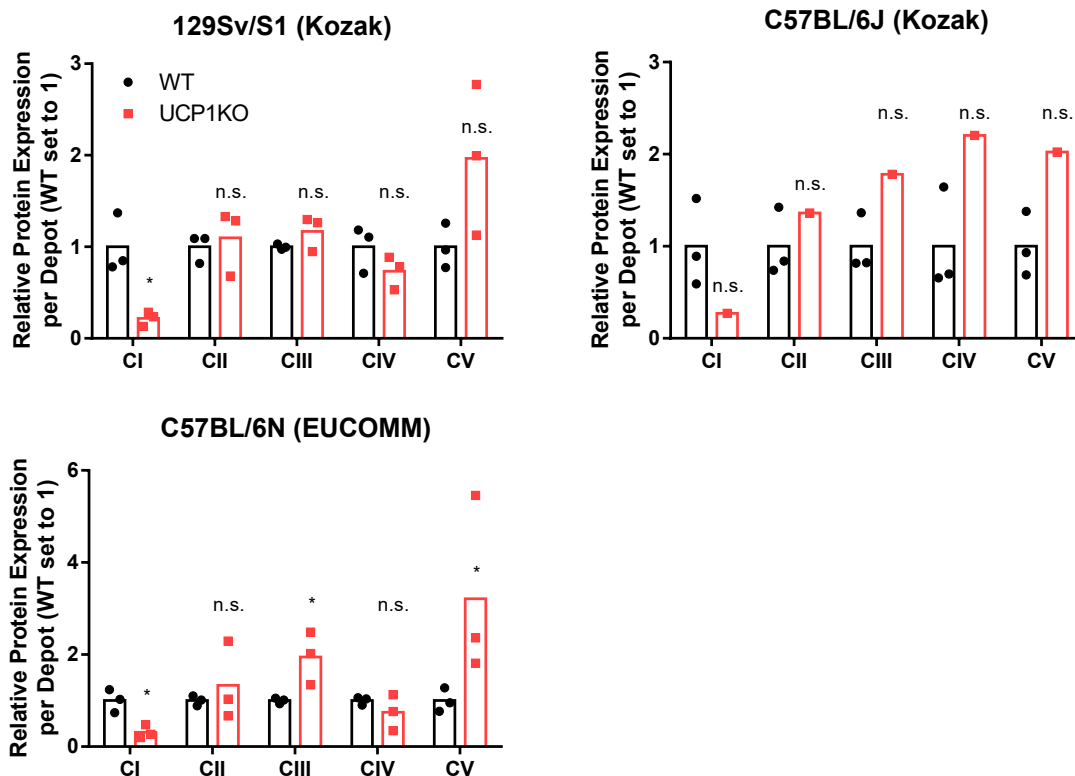 129Sv/S1 (Kozak)
Relative Protein Expression
per Depot (WT set to 1)
3
2
1
0
WT
UCP1KO
*
n.s.
n.s.
n.s.
n.s.
CI CII CIII CIV CV
C57BL/6J (Kozak)
Relative Protein Expression
per Depot (WT set to 1)
3
2
1
0
n.s.
n.s.
n.s.
n.s.
n.s.
CI CII CIII CIV CV
C57BL/6N (EUCOMM)
Relative Protein Expression
per Depot (WT set to 1)
6
4
2
0
*
n.s.
*
n.s.
*
CI CII CIII CIV CV